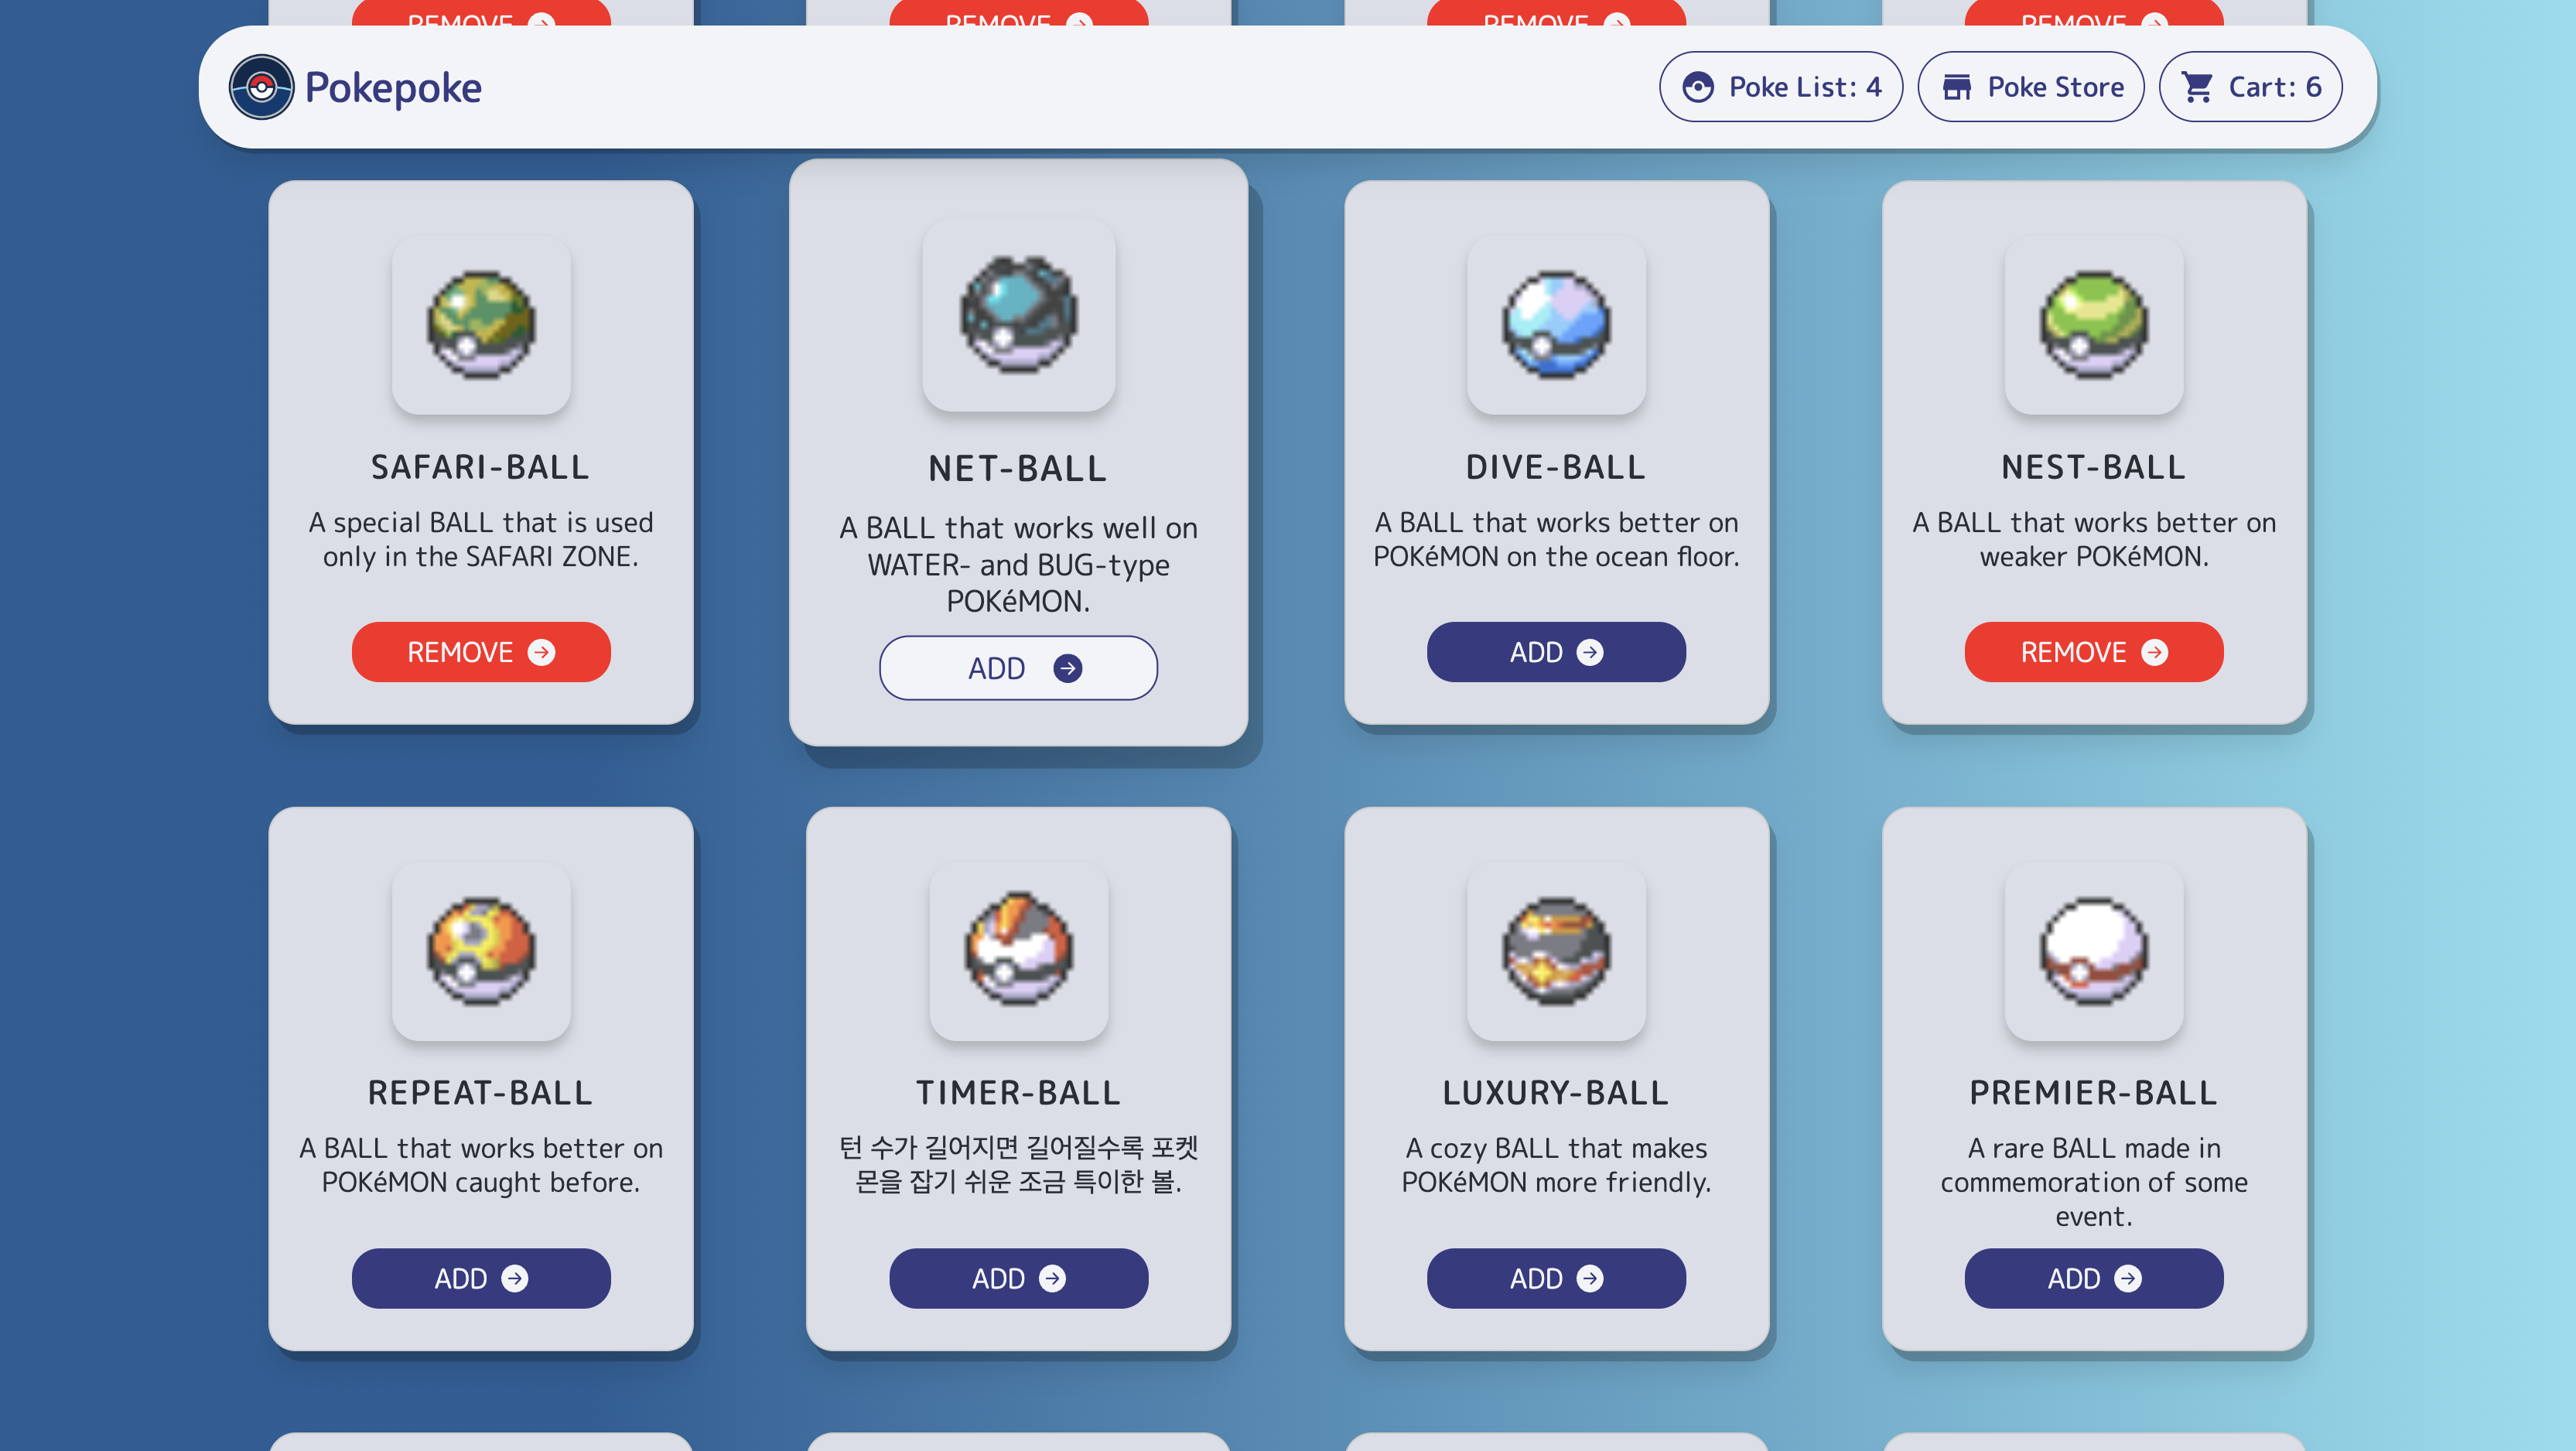 REMOVE
REMOVE
REMOVE
REMOVE
Pokepoke
Poke List: 4
Poke Store
Cart: 6
SAFARI-BALL
A special BALL that is used
only in the SAFARI ZONE.
REMOVE
NET-BALL
A BALL that works well on
WATER- and BUG-type
POKéMON.
ADD
DIVE-BALL
A BALL that works better on
POKéMON on the ocean floor.
ADD
NEST-BALL
A BALL that works better on
weaker POKéMON.
REMOVE
REPEAT-BALL
A BALL that works better on
POKéMON caught before.
ADD
TIMER-BALL
턴 수가 길어지면 길어질수록 포켓
몬을 잡기 쉬운 조금 특이한 볼.
ADD
LUXURY-BALL
A cozy BALL that makes
POKéMON more friendly.
ADD
PREMIER-BALL
A rare BALL made in
commemoration of some
event.
ADD